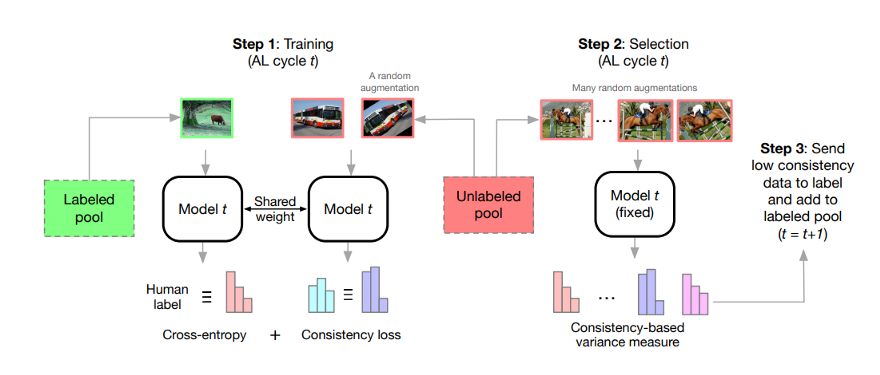 Step 1: Training
(AL cycle t)
A random
augmentation
Labeled
pool
Model t
Shared
weight
Model t
Human
label
≡
≡
Cross-entropy + Consistency loss
Unlabeled
pool
Step 2: Selection
(AL cycle t)
Many random augmentations
...
Model t
(fixed)
...
Consistency-based
variance measure
Step 3: Send
low consistency
data to label
and add to
labeled pool
(t = t+1)